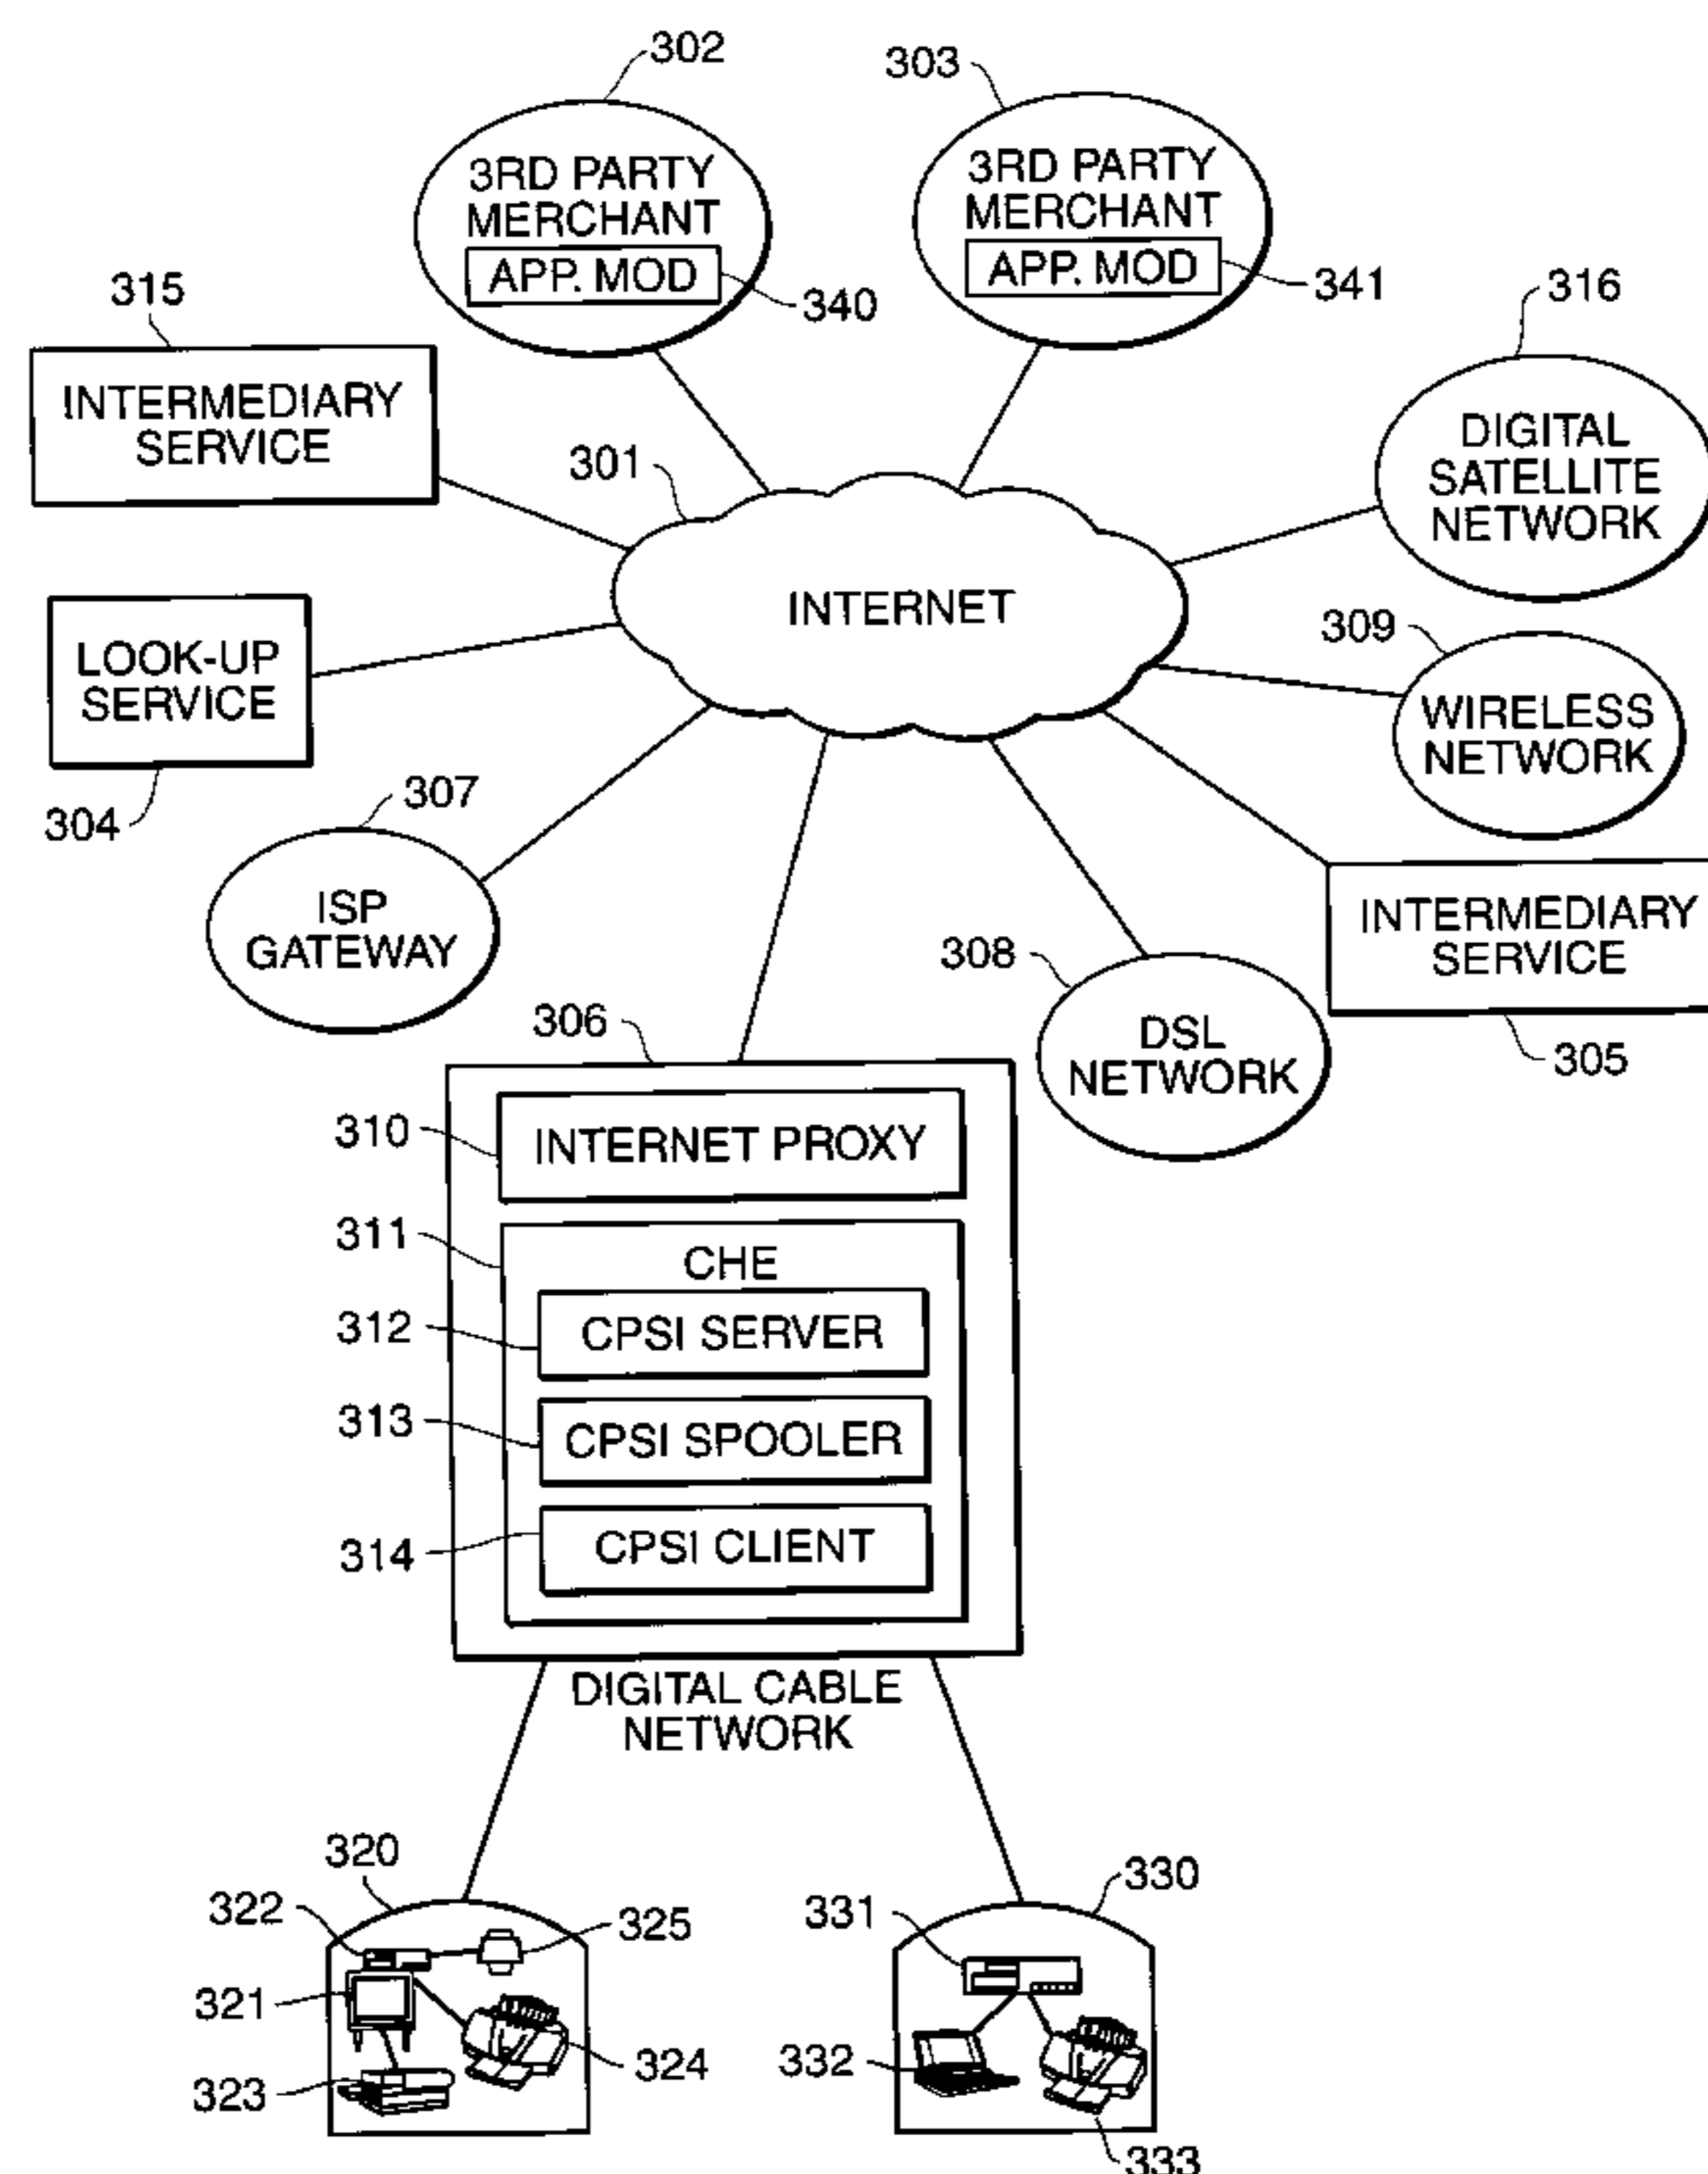 302
303
3RD PARTY
MERCHANT
APP. MOD
340
3RD PARTY
MERCHANT
APP. MOD
341
315
316
INTERMEDIARY
SERVICE
301
DIGITAL
SATELLITE
NETWORK
INTERNET
309
LOOK-UP
SERVICE
304
WIRELESS
NETWORK
307
ISP
GATEWAY
INTERMEDIARY
SERVICE
305
308
DSL
NETWORK
306
310
INTERNET PROXY
311
CHE
312
CPSI SERVER
313
CPSI SPOOLER
314
CPSI CLIENT
DIGITAL CABLE
NETWORK
320
330
322
325
331
321
324
332
323
333